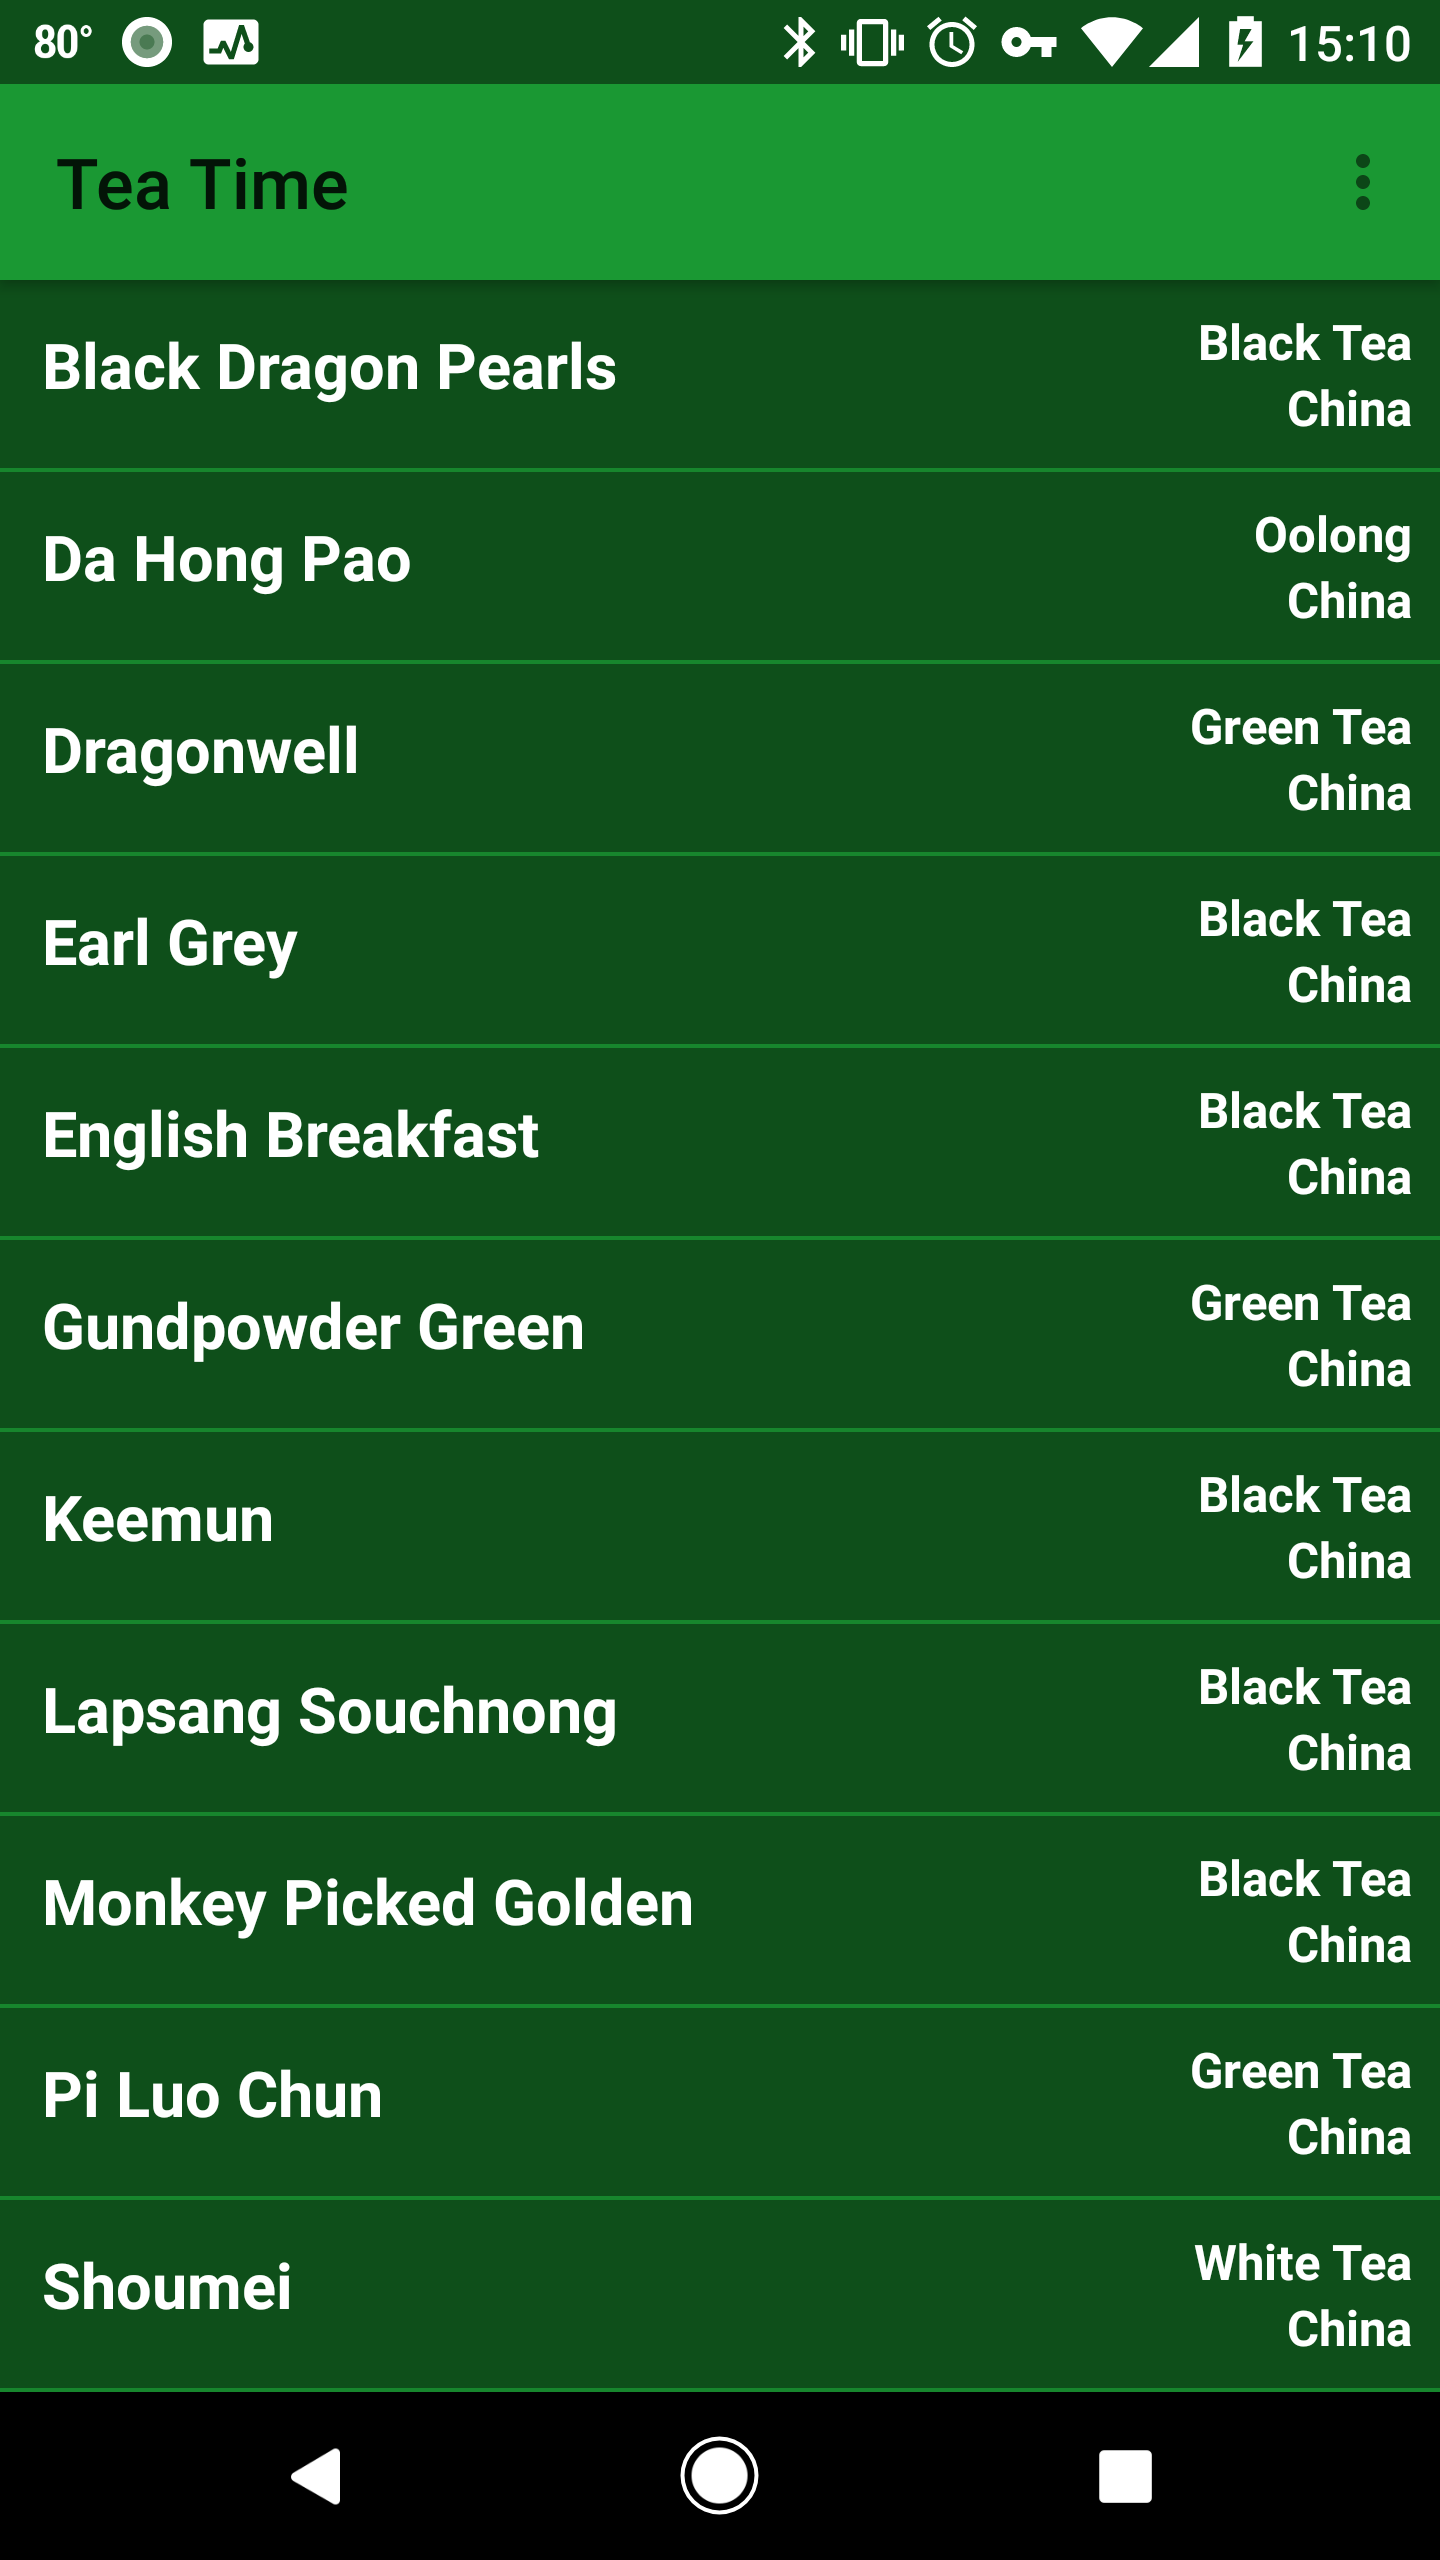 80° 15:10
Tea Time
Black Dragon Pearls
Black Tea
China
Da Hong Pao
Oolong
China
Dragonwell
Green Tea
China
Earl Grey
Black Tea
China
English Breakfast
Black Tea
China
Gundpowder Green
Green Tea
China
Keemun
Black Tea
China
Lapsang Souchnong
Black Tea
China
Monkey Picked Golden
Black Tea
China
Pi Luo Chun
Green Tea
China
Shoumei
White Tea
China